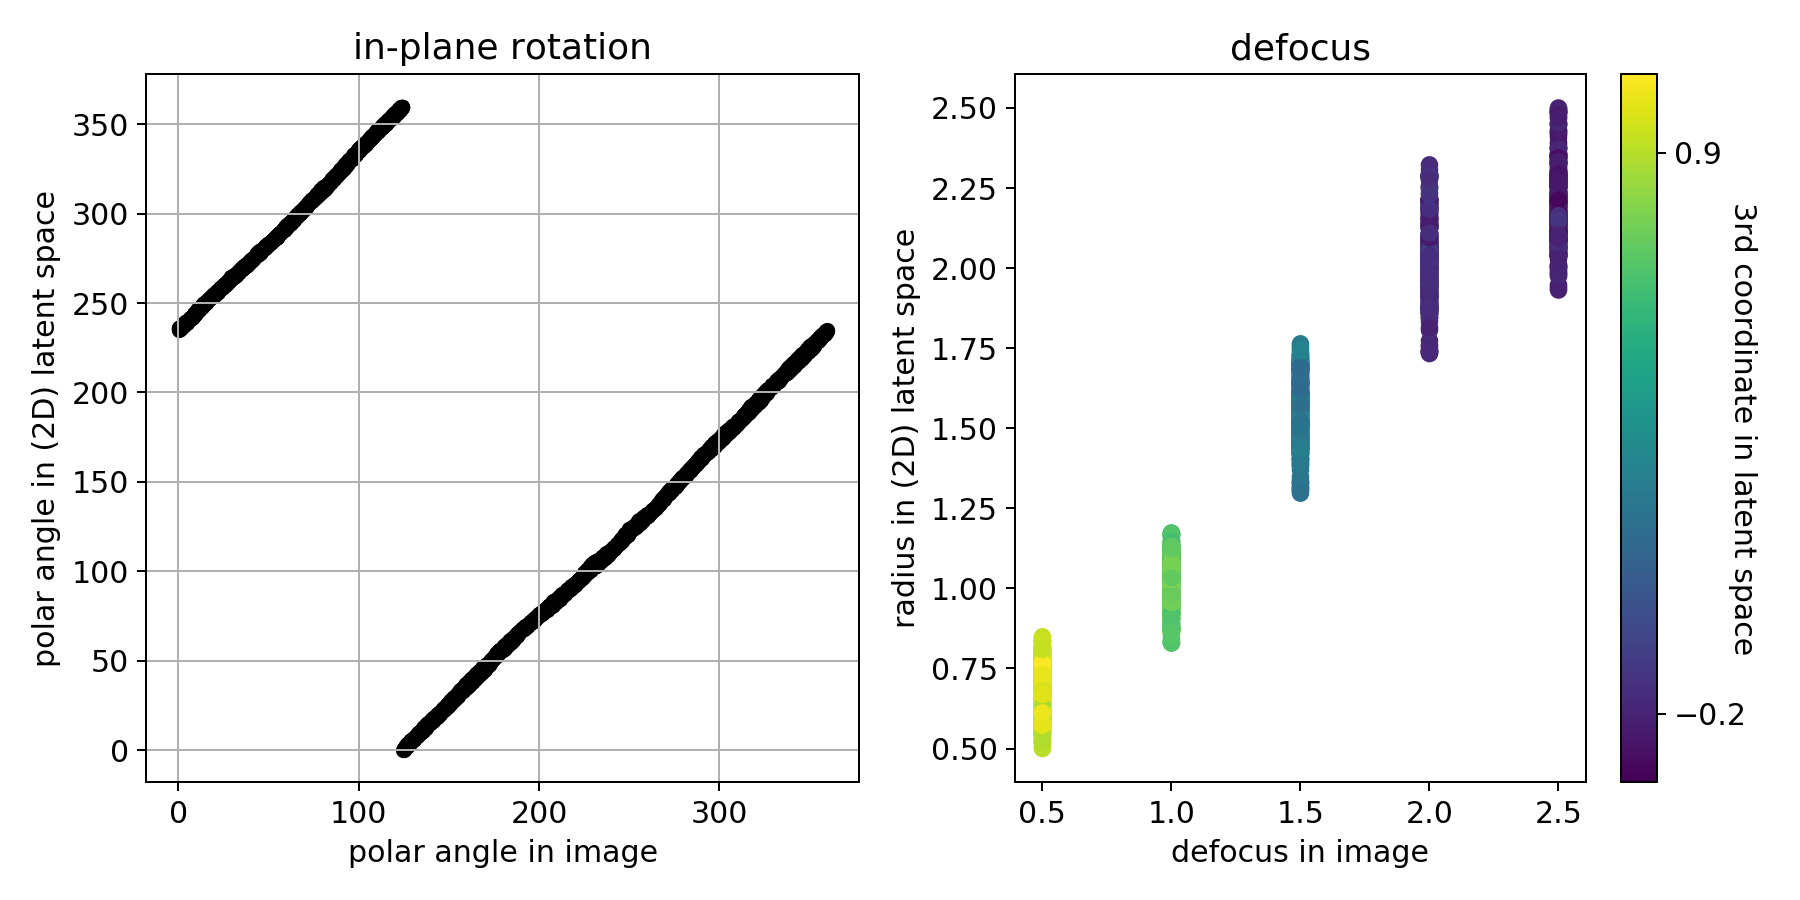 in-plane rotation
polar angle in (2D) latent space
350
300
250
200
150
100
50
0
0 100 200 300
polar angle in image
defocus
radius in (2D) latent space
2.50
2.25
2.00
1.75
1.50
1.25
1.00
0.75
0.50
0.5 1.0 1.5 2.0 2.5
defocus in image
0.9
−0.2
3rd coordinate in latent space